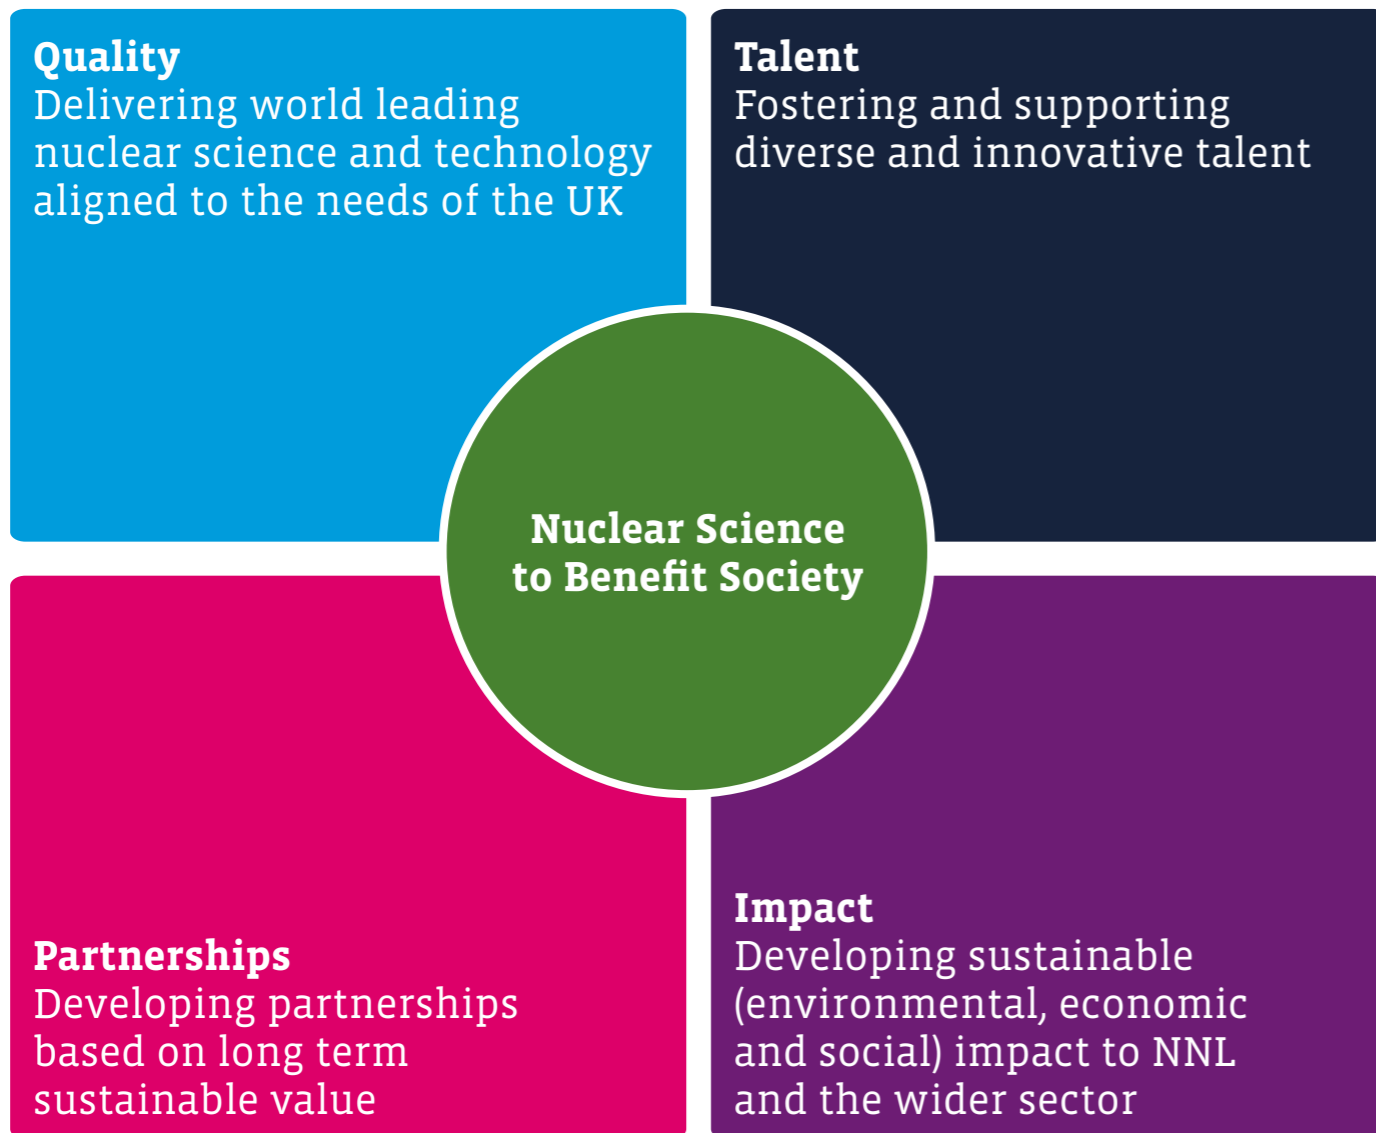 Quality
Delivering world leading
nuclear science and technology
aligned to the needs of the UK
Talent
Fostering and supporting
diverse and innovative talent
Nuclear Science
to Benefit Society
Partnerships
Developing partnerships
based on long term
sustainable value
Impact
Developing sustainable
(environmental, economic
and social) impact to NNL
and the wider sector